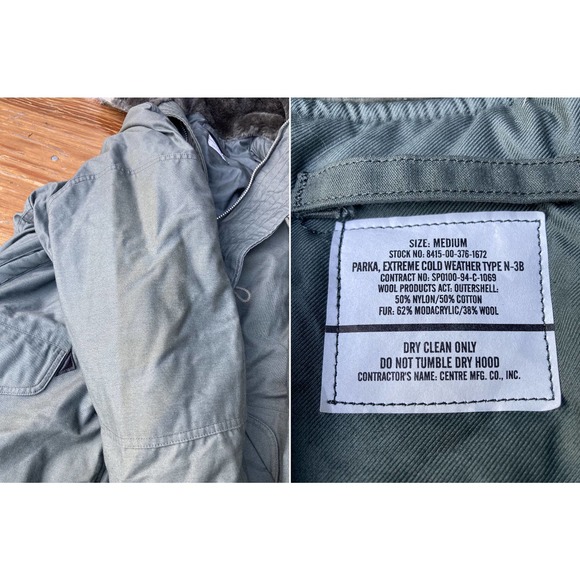 SIZE: MEDIUM
STOCK NO: 8415-00-376-1672
PARKA, EXTREME COLD WEATHER TYPE N-3B
CONTRACT NO: SPO100-94-C-1069
WOOL PRODUCTS ACT: OUTERSHELL:
50% NYLON/50% COTTON
FUR: 62% MODACRYLIC/38% WOOL
DRY CLEAN ONLY
DO NOT TUMBLE DRY HOOD
CONTRACTOR'S NAME: CENTRE MFG. CO., INC.